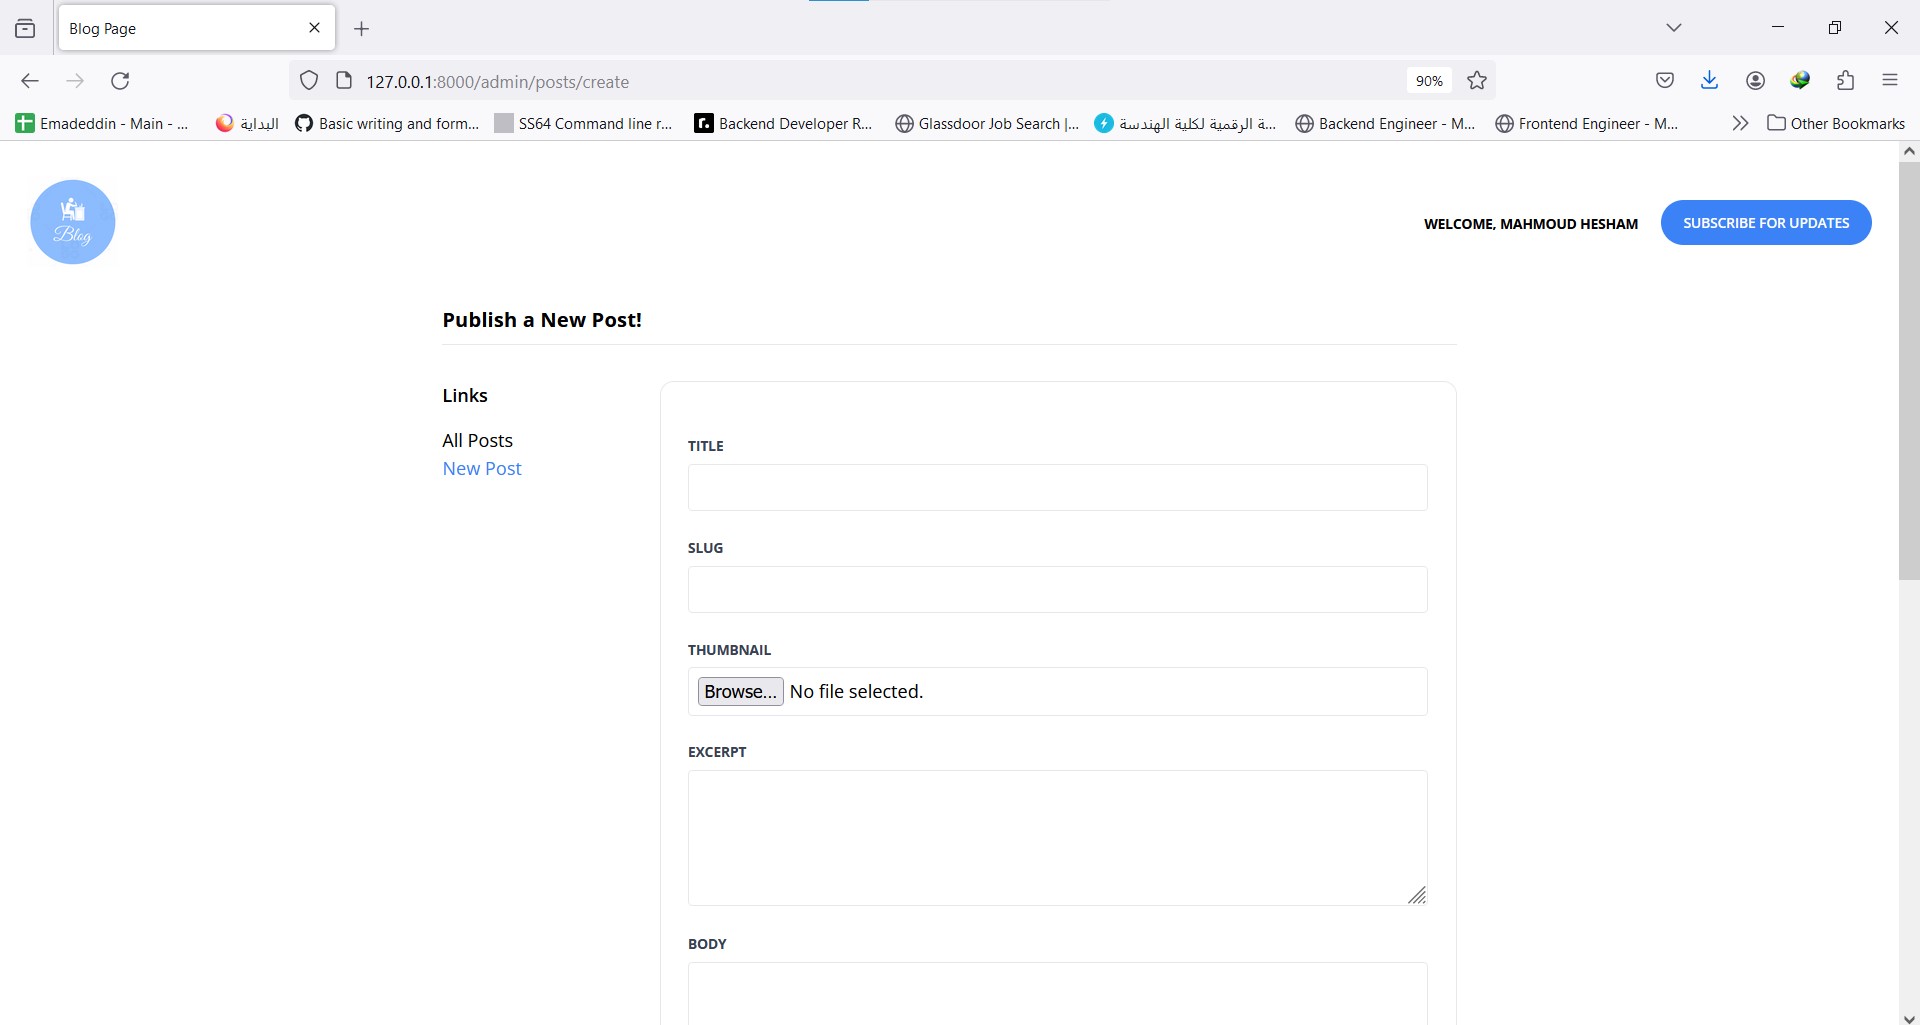 Blog Page
127.0.0.1:8000/admin/posts/create
90%
Emadeddin - Main - ...
البداية
Basic writing and form...
SS64 Command line r...
Backend Developer R...
Glassdoor Job Search |...
...ة الرقمية لكلية الهندسة
Backend Engineer - M...
Frontend Engineer - M...
Other Bookmarks
Blog
WELCOME, MAHMOUD HESHAM
SUBSCRIBE FOR UPDATES
Publish a New Post!
Links
All Posts
New Post
TITLE
SLUG
THUMBNAIL
Browse... No file selected.
EXCERPT
BODY